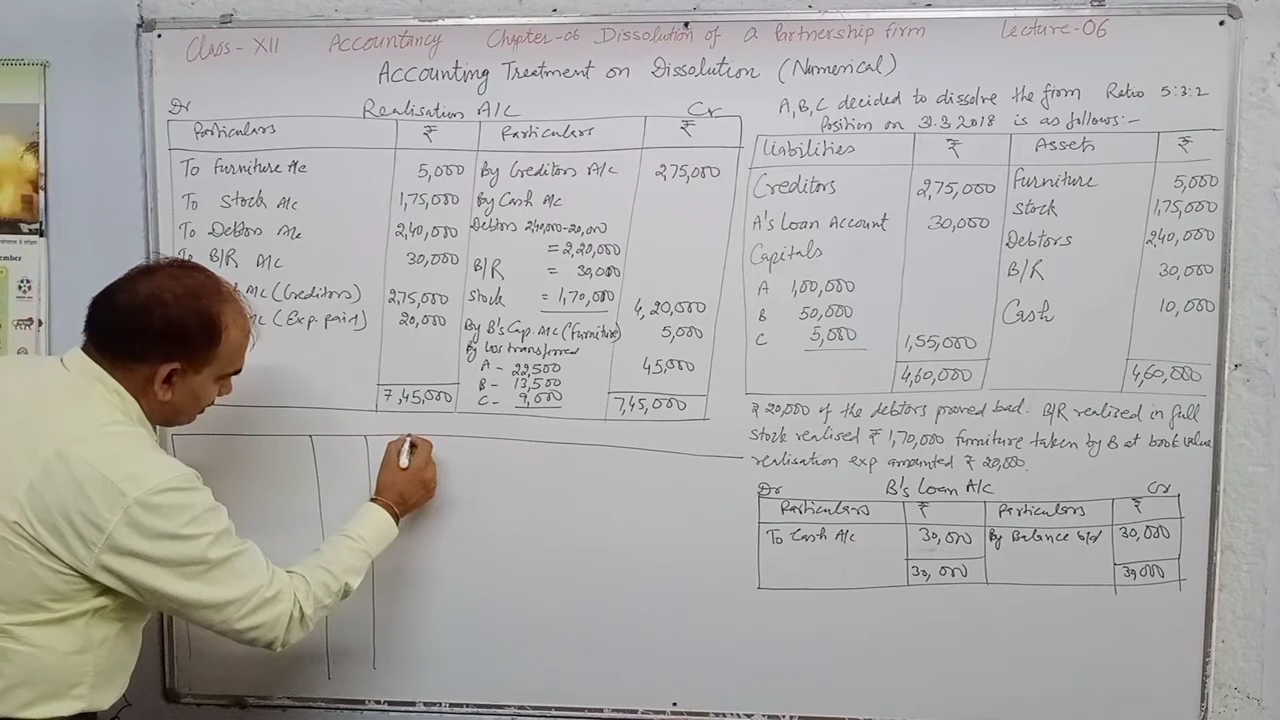 Class- XII Accountancy Chapter-06 Dissolution of a Partnership firm Lecture-06
Accounting Treatment on Dissolution (Numerical)
Dr Realisation A/C Cr
Particulars ₹ Particulars ₹
To Furniture A/c 5,000 By Creditors A/C 2,75,000
To Stock A/c 1,75,000 By Cash A/c
To Debtors A/c 2,40,000 Debtors 2,40,000-20,000
= 2,20,000
To B/R A/C 30,000 B/R = 30,000
A/C (Creditors) 2,75,000 Stock = 1,70,000 4,20,000
A/C (Exp. paid) 20,000 By B's Cap. A/C (Furniture) 5,000
By loss transferred 45,000
A - 22,500
B - 13,500
C - 9,000
7,45,000 7,45,000
A, B, C decided to dissolve the firm Ratio 5:3:2
Position on 31.3.2018 is as follows:-
Liabilities ₹ Assets ₹
Creditors 2,75,000 Furniture 5,000
A's Loan Account 30,000 Stock 1,75,000
Capitals Debtors 2,40,000
A 1,00,000 B/R 30,000
B 50,000 Cash 10,000
C 5,000 1,55,000
4,60,000 4,60,000
₹ 20,000 of the debtors proved bad. B/R realized in full
stock realised ₹ 1,70,000 furniture taken by B at book value
realisation exp amounted ₹ 20,000.
Dr B's Loan A/C Cr
Particulars ₹ Particulars ₹
To Cash A/c 30,000 By Balance b/d 30,000
30,000 30,000